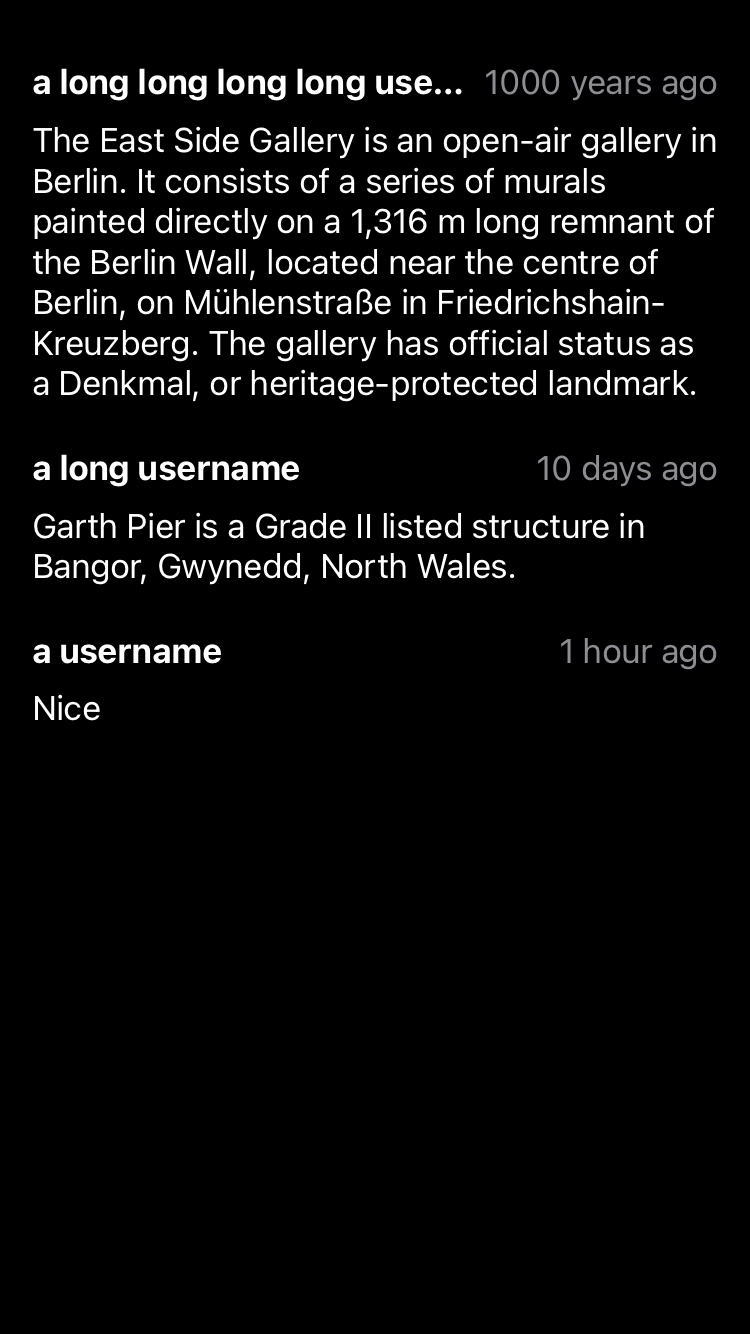 a long long long long use... 1000 years ago
The East Side Gallery is an open-air gallery in
Berlin. It consists of a series of murals
painted directly on a 1,316 m long remnant of
the Berlin Wall, located near the centre of
Berlin, on Mühlenstraße in Friedrichshain-
Kreuzberg. The gallery has official status as
a Denkmal, or heritage-protected landmark.
a long username 10 days ago
Garth Pier is a Grade II listed structure in
Bangor, Gwynedd, North Wales.
a username 1 hour ago
Nice